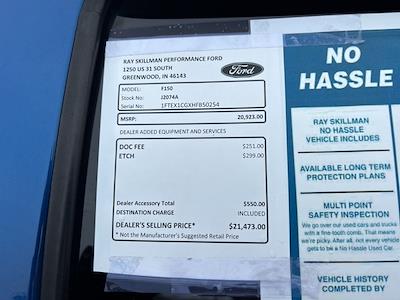 RAY SKILLMAN PERFORMANCE FORD
1250 US 31 SOUTH
GREENWOOD, IN 46143
Ford
MODEL: F150
Stock No: J2074A
Serial No: 1FTEX1CGXHFB50254
MSRP: 20,923.00
DEALER ADDED EQUIPMENT AND SERVICES
DOC FEE $251.00
ETCH $299.00
Dealer Accessory Total $550.00
DESTINATION CHARGE INCLUDED
DEALER'S SELLING PRICE* $21,473.00
* Not the Manufacturer's Suggested Retail Price
NO
HASSLE
RAY SKILLMAN
NO HASSLE
VEHICLE INCLUDES
AVAILABLE LONG TERM
PROTECTION PLANS
MULTI POINT
SAFETY INSPECTION
We go over our used cars and trucks
with a fine-tooth comb. That means
we're picky. After all, not every vehicle
gets to be a No Hassle Used Car.
VEHICLE HISTORY
COMPLETED BY